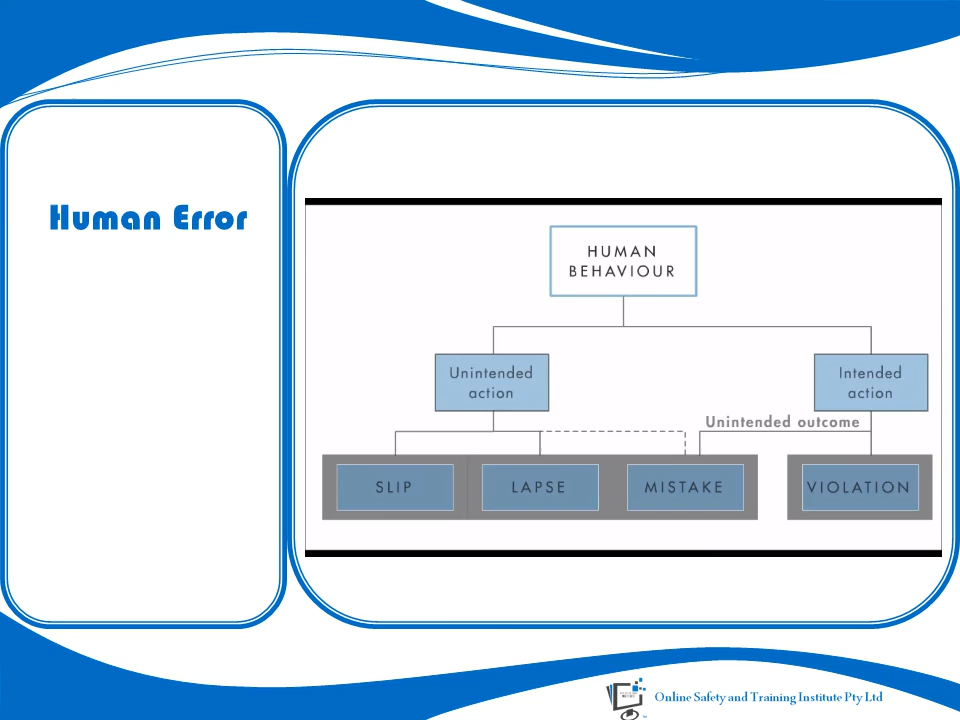 Human Error
HUMAN
BEHAVIOUR
Unintended
action
Intended
action
Unintended outcome
SLIP
LAPSE
MISTAKE
VIOLATION
Online Safety and Training Institute Pty Ltd